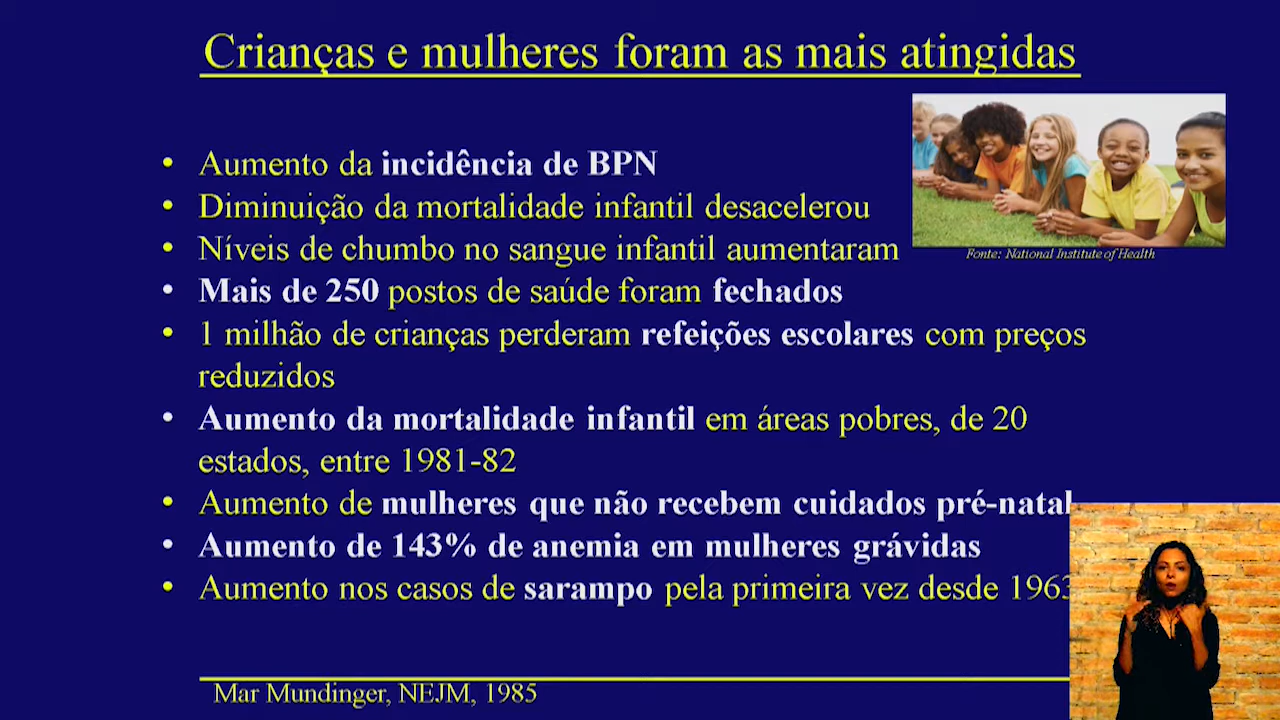 Crianças e mulheres foram as mais atingidas
• Aumento da incidência de BPN
• Diminuição da mortalidade infantil desacelerou
• Níveis de chumbo no sangue infantil aumentaram
Fonte: National Institute of Health
• Mais de 250 postos de saúde foram fechados
• 1 milhão de crianças perderam refeições escolares com preços
reduzidos
• Aumento da mortalidade infantil em áreas pobres, de 20
estados, entre 1981-82
• Aumento de mulheres que não recebem cuidados pré-natal
• Aumento de 143% de anemia em mulheres grávidas
• Aumento nos casos de sarampo pela primeira vez desde 1963
Mar Mundinger, NEJM, 1985